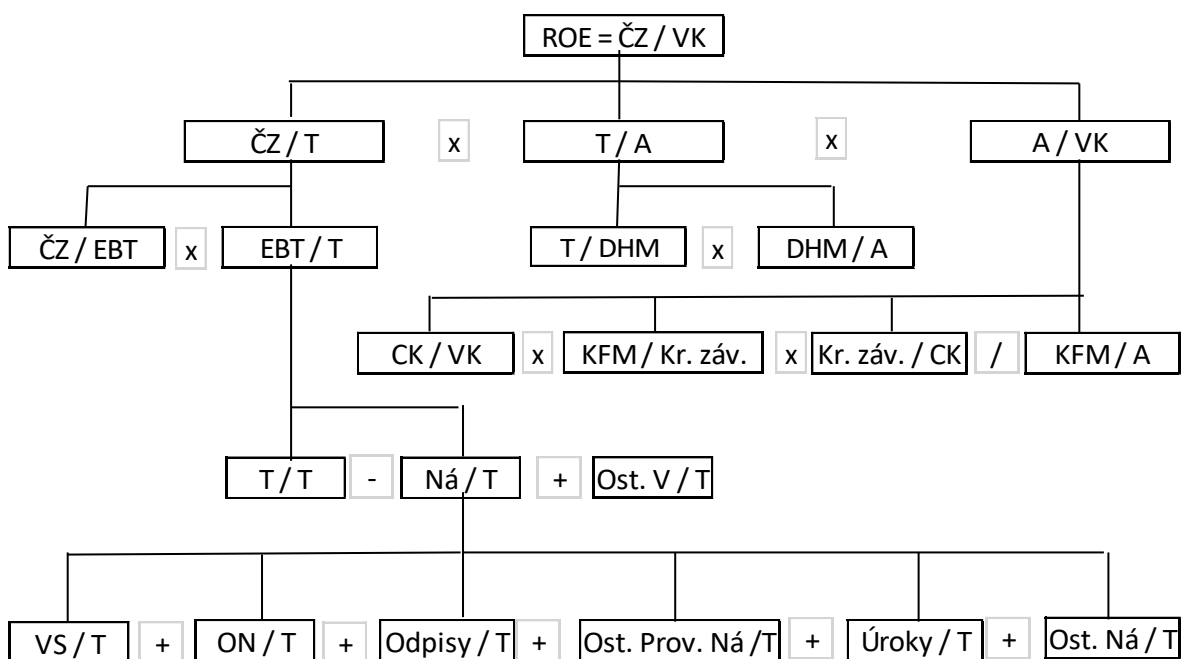 ROE = ČZ / VK
ČZ / T x T / A x A / VK
ČZ / EBT x EBT / T T / DHM x DHM / A
CK / VK x KFM / Kr. záv. x Kr. záv. / CK / KFM / A
T / T - Ná / T + Ost. V / T
VS / T + ON / T + Odpisy / T + Ost. Prov. Ná /T + Úroky / T + Ost. Ná / T